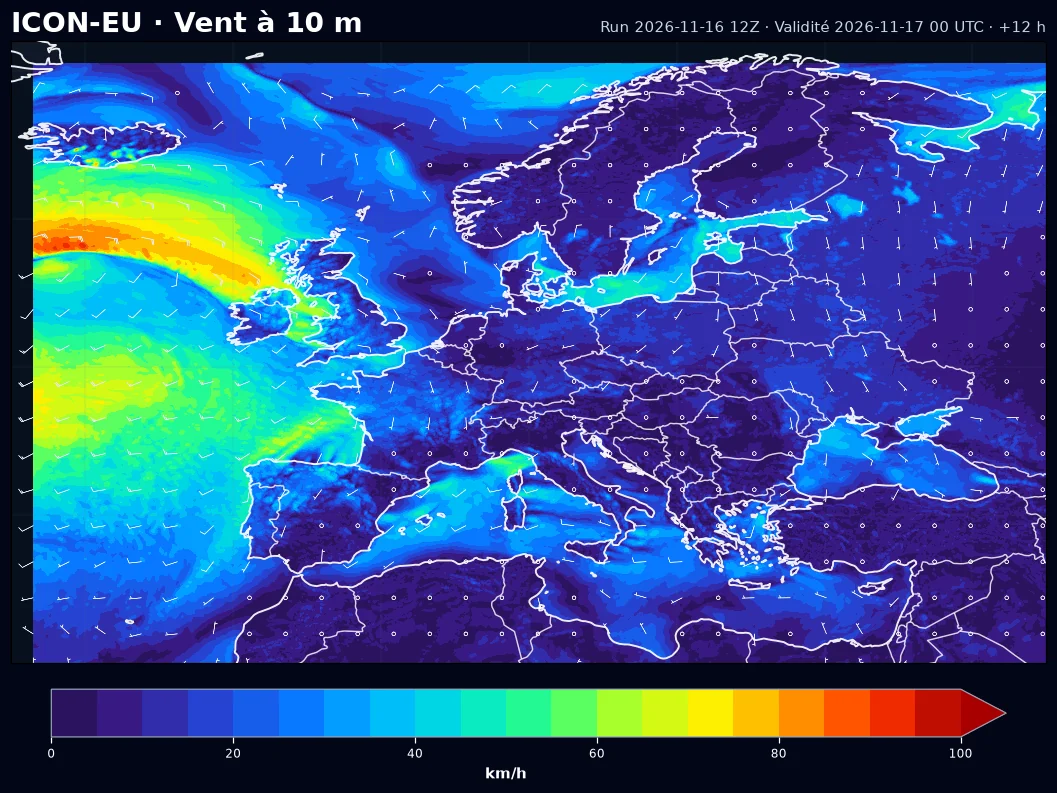 ICON-EU · Vent à 10 m
Run 2026-11-16 12Z · Validité 2026-11-17 00 UTC · +12 h
0 20 40 60 80 100
km/h